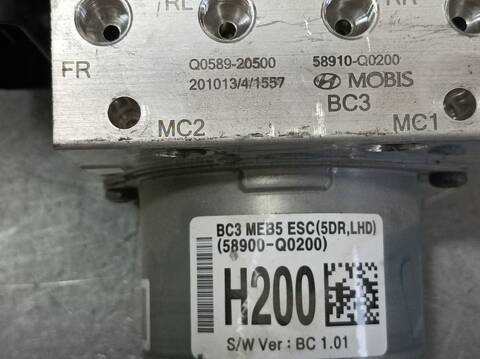 RL
RR
FR
Q0589-20500
58910-Q0200
201013/4/1557
MOBIS
BC3
MC2
MC1
BC3 MEB5 ESC(5DR,LHD)
(58900-Q0200)
H200
S/W Ver : BC 1.01